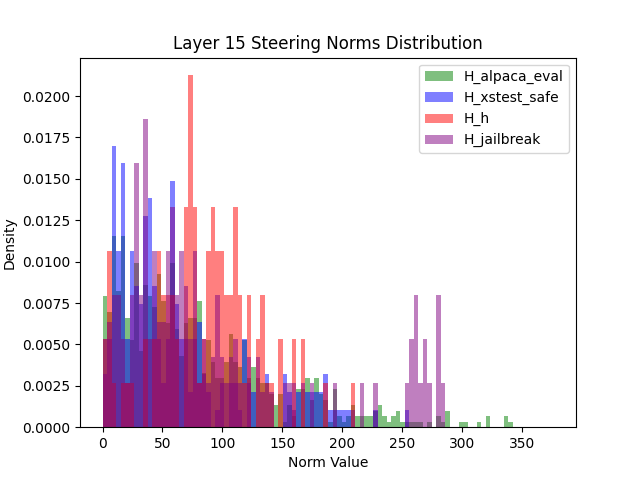 Layer 15 Steering Norms Distribution
H_alpaca_eval
H_xstest_safe
H_h
H_jailbreak
0.0200
0.0175
0.0150
0.0125
0.0100
0.0075
0.0050
0.0025
0.0000
Density
0 50 100 150 200 250 300 350
Norm Value